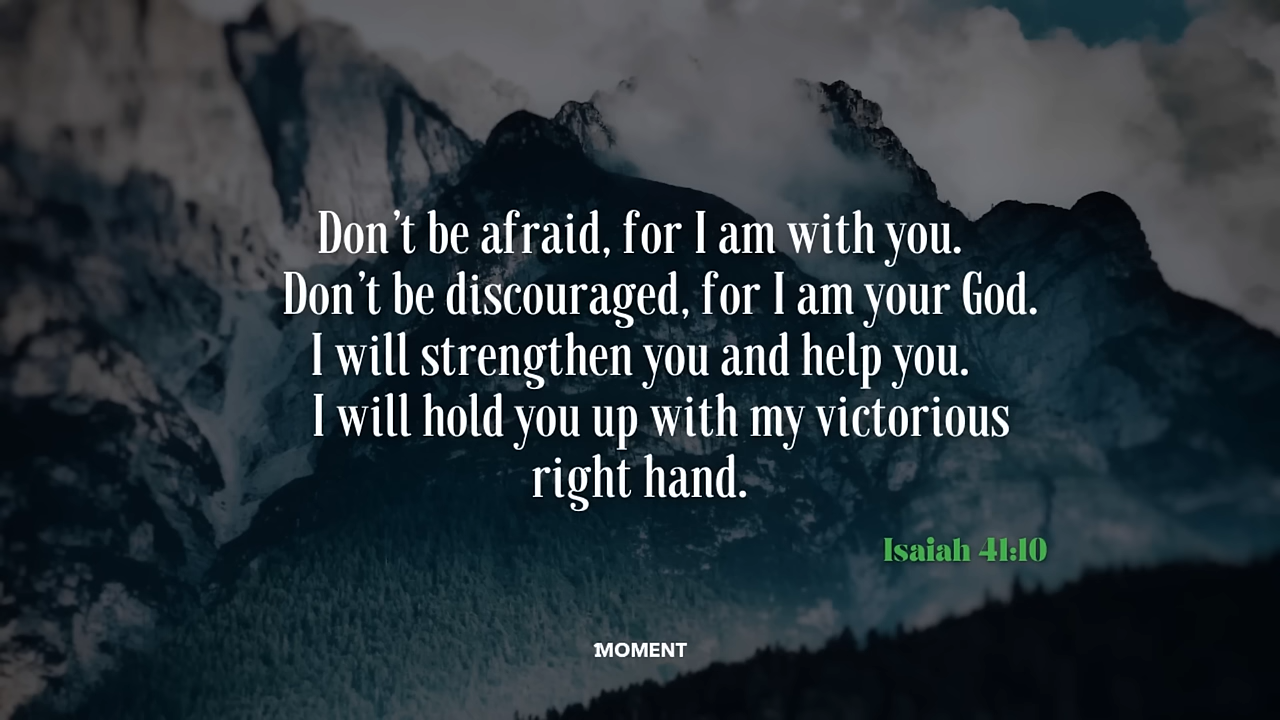 Don't be afraid, for I am with you.
Don't be discouraged, for I am your God.
I will strengthen you and help you.
I will hold you up with my victorious
right hand.
Isaiah 41:10
1MOMENT